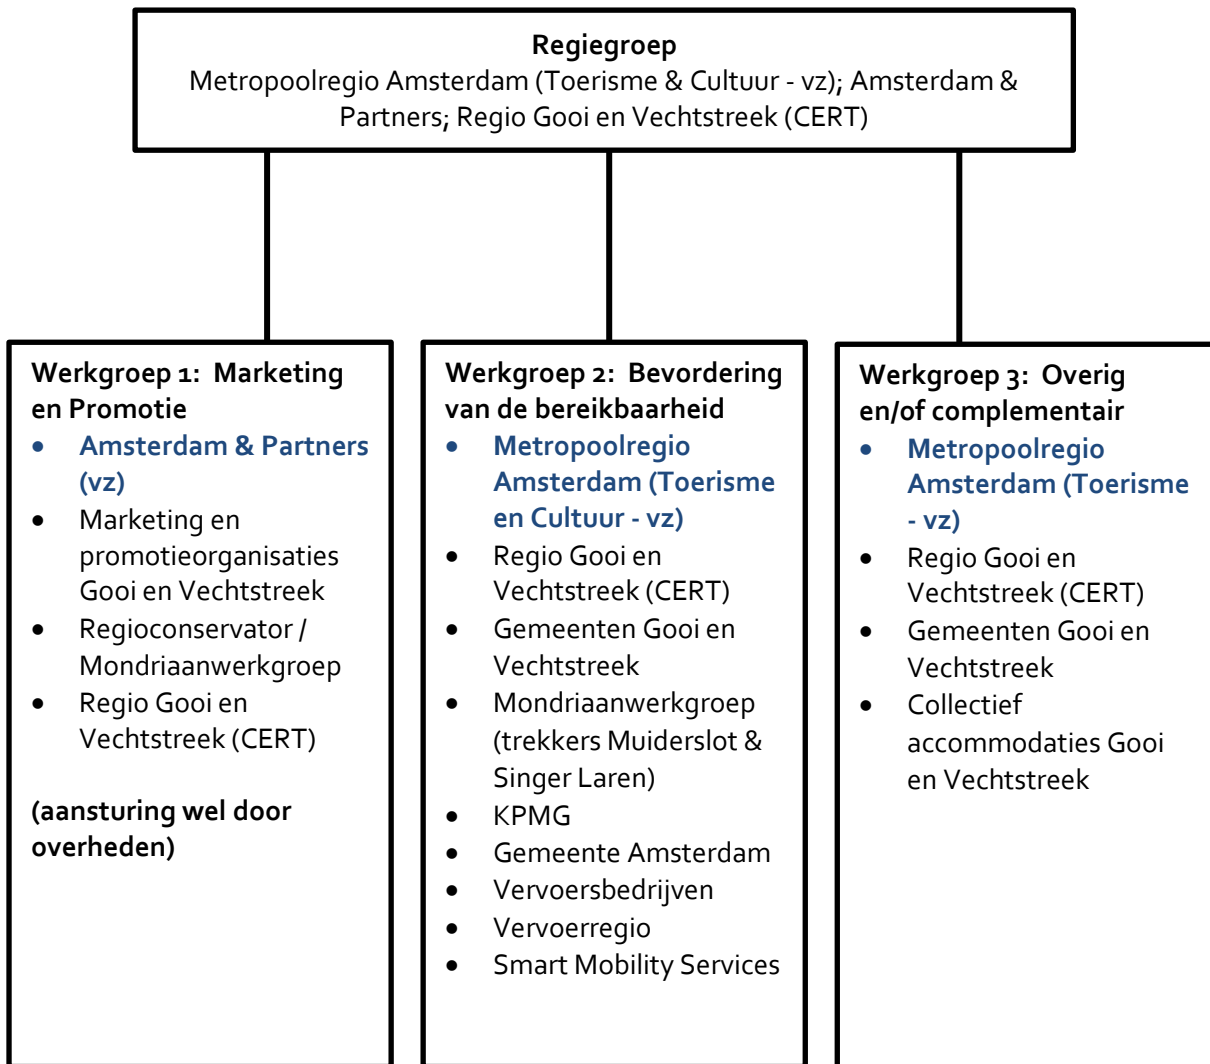 Regiegroep
Metropoolregio Amsterdam (Toerisme & Cultuur - vz); Amsterdam &
Partners; Regio Gooi en Vechtstreek (CERT)
Werkgroep 1: Marketing
en Promotie
• Amsterdam & Partners
(vz)
• Marketing en
promotieorganisaties
Gooi en Vechtstreek
• Regioconservator /
Mondriaanwerkgroep
• Regio Gooi en
Vechtstreek (CERT)
(aansturing wel door
overheden)
Werkgroep 2: Bevordering
van de bereikbaarheid
• Metropoolregio
Amsterdam (Toerisme
en Cultuur - vz)
• Regio Gooi en
Vechtstreek (CERT)
• Gemeenten Gooi en
Vechtstreek
• Mondriaanwerkgroep
(trekkers Muiderslot &
Singer Laren)
• KPMG
• Gemeente Amsterdam
• Vervoersbedrijven
• Vervoerregio
• Smart Mobility Services
Werkgroep 3: Overig
en/of complementair
• Metropoolregio
Amsterdam (Toerisme
- vz)
• Regio Gooi en
Vechtstreek (CERT)
• Gemeenten Gooi en
Vechtstreek
• Collectief
accommodaties Gooi
en Vechtstreek